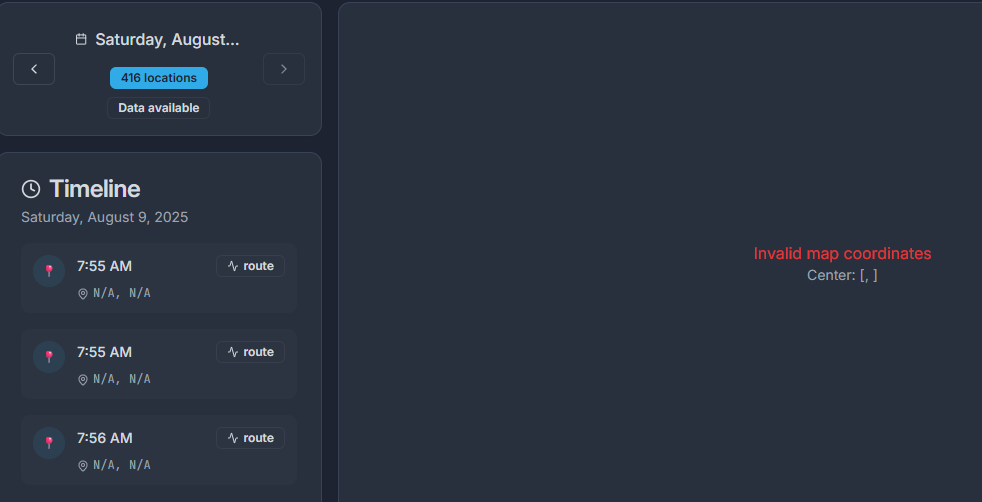 Saturday, August...
416 locations
Data available
Timeline
Saturday, August 9, 2025
7:55 AM
route
N/A, N/A
7:55 AM
route
N/A, N/A
7:56 AM
route
N/A, N/A
Invalid map coordinates
Center: [, ]